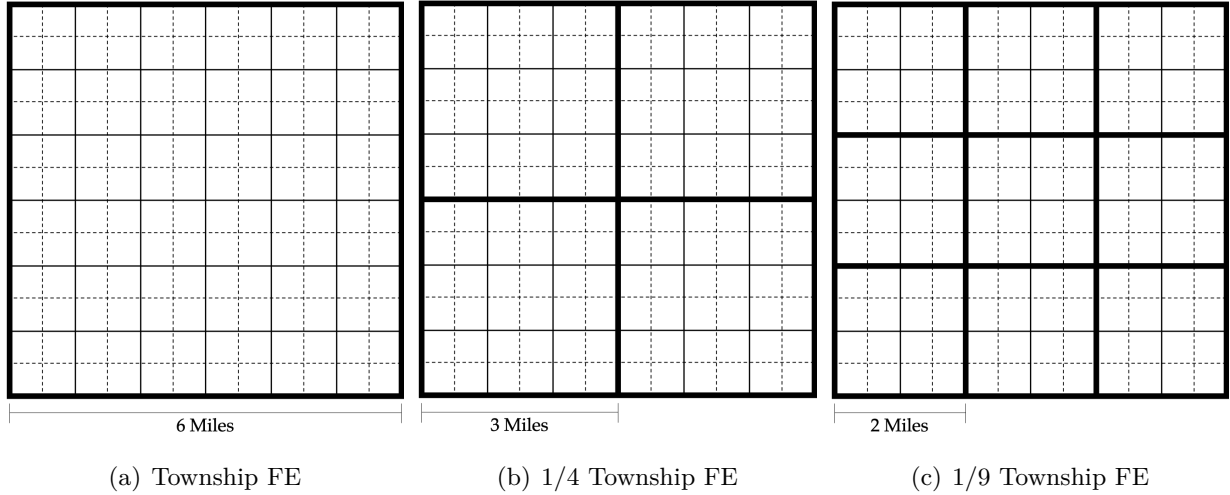 6 Miles
3 Miles
2 Miles
(a) Township FE
(b) 1/4 Township FE
(c) 1/9 Township FE